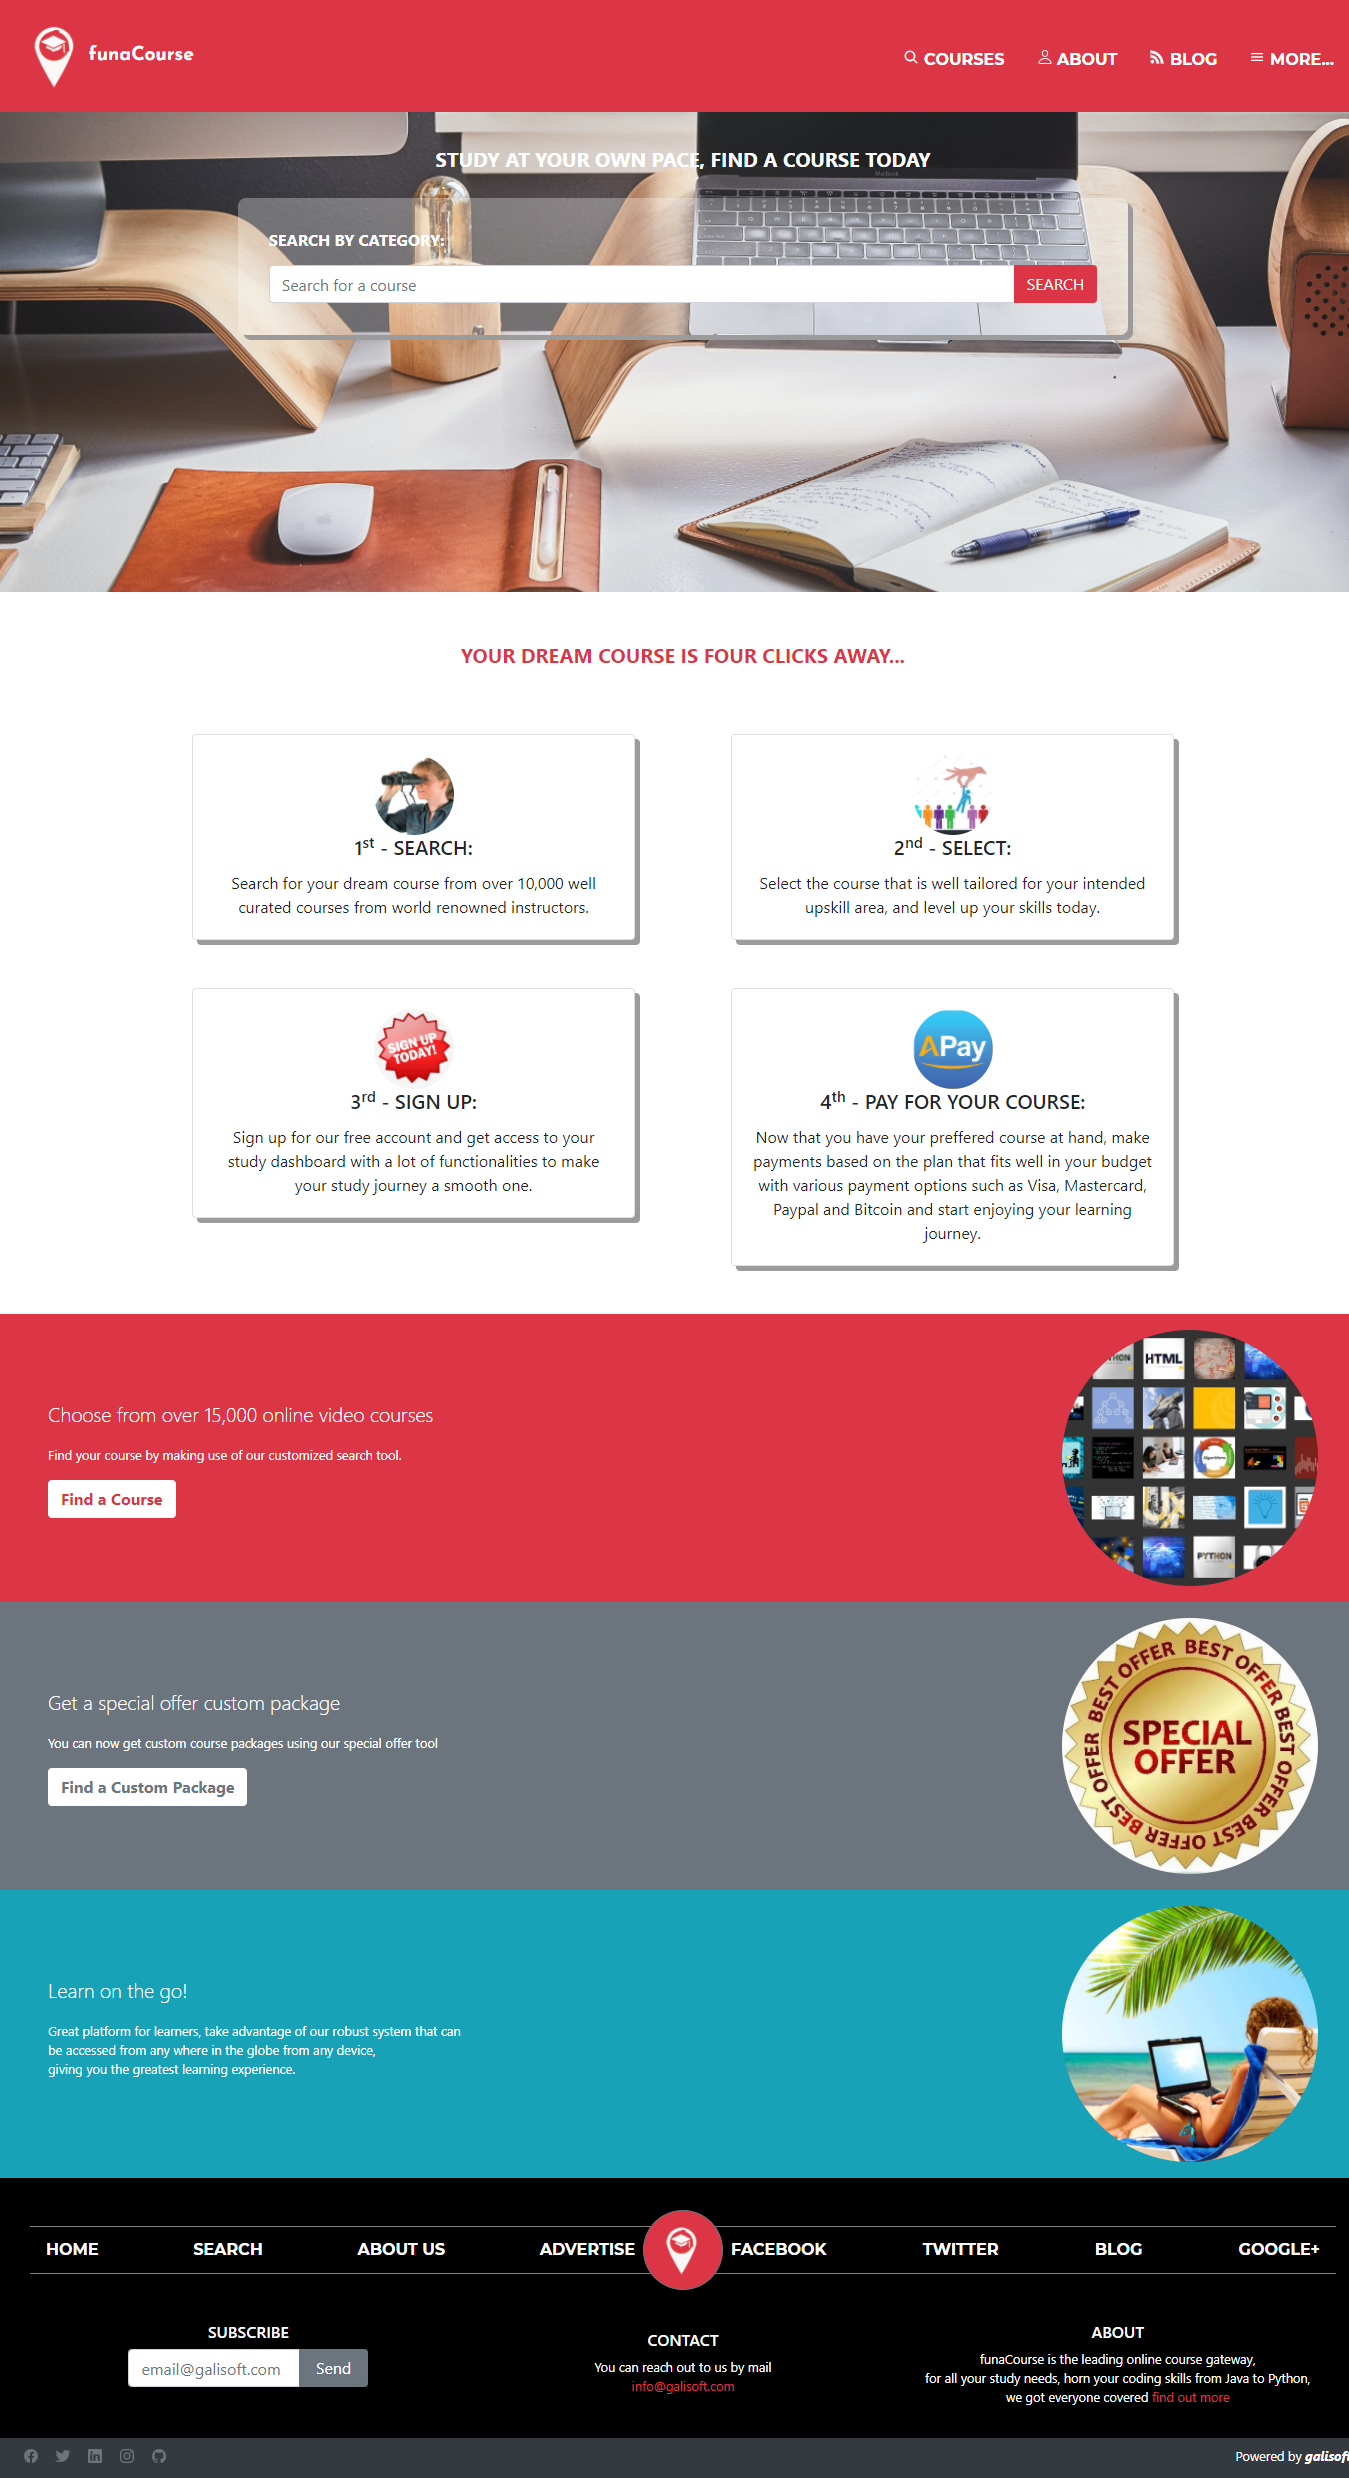 funaCourse
COURSES
ABOUT
BLOG
MORE...
STUDY AT YOUR OWN PACE, FIND A COURSE TODAY
MacBook
SEARCH BY CATEGORY:
Search for a course
SEARCH
YOUR DREAM COURSE IS FOUR CLICKS AWAY...
1st - SEARCH:
Search for your dream course from over 10,000 well
curated courses from world renowned instructors.
2nd - SELECT:
Select the course that is well tailored for your intended
upskill area, and level up your skills today.
SIGN UP
TODAY!
3rd - SIGN UP:
Sign up for our free account and get access to your
study dashboard with a lot of functionalities to make
your study journey a smooth one.
APay
4th - PAY FOR YOUR COURSE:
Now that you have your preffered course at hand, make
payments based on the plan that fits well in your budget
with various payment options such as Visa, Mastercard,
Paypal and Bitcoin and start enjoying your learning
journey.
Choose from over 15,000 online video courses
Find your course by making use of our customized search tool.
Find a Course
HTML
Algorithms
PYTHON
Get a special offer custom package
You can now get custom course packages using our special offer tool
Find a Custom Package
BEST OFFER BEST OFFER BEST OFFER BEST OFFER BEST OFFER
SPECIAL
OFFER
Learn on the go!
Great platform for learners, take advantage of our robust system that can
be accessed from any where in the globe from any device,
giving you the greatest learning experience.
HOME
SEARCH
ABOUT US
ADVERTISE
FACEBOOK
TWITTER
BLOG
GOOGLE+
SUBSCRIBE
email@galisoft.com
Send
CONTACT
You can reach out to us by mail
info@galisoft.com
ABOUT
funaCourse is the leading online course gateway,
for all your study needs, horn your coding skills from Java to Python,
we got everyone covered find out more
Powered by galisoft